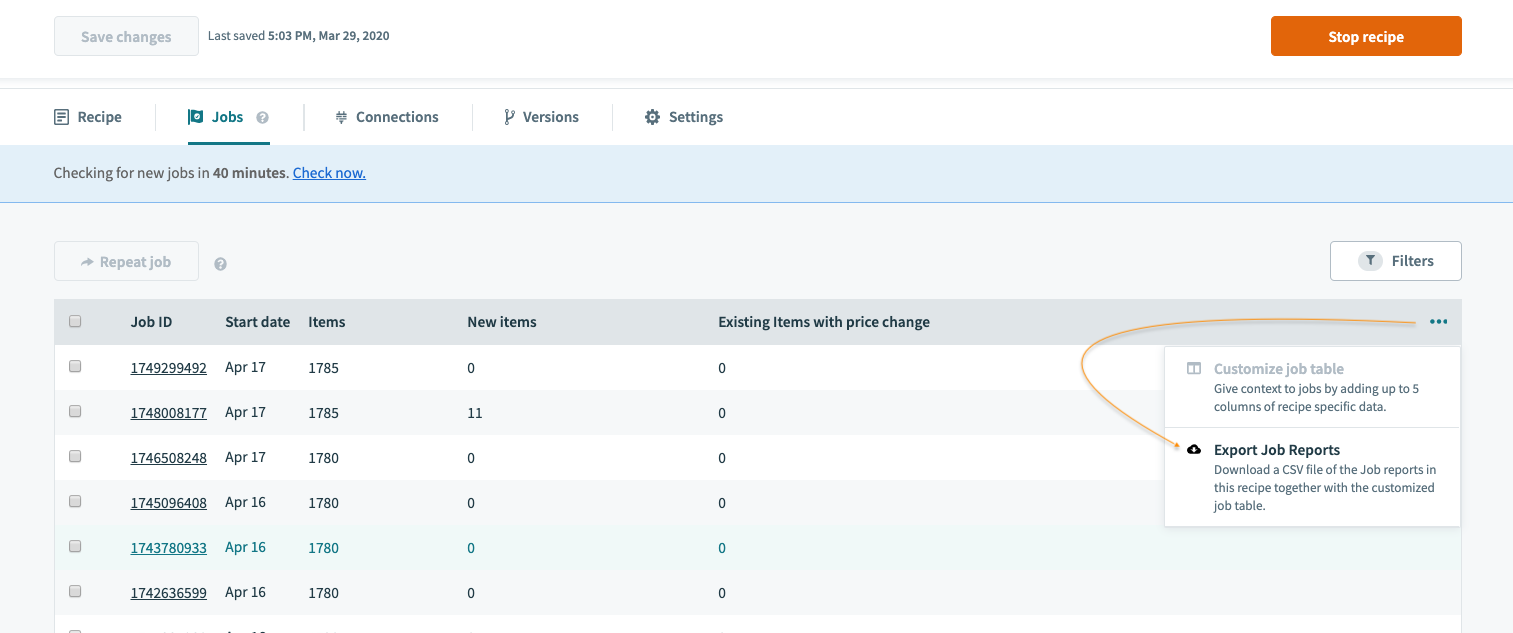 Save changes
Last saved 5:03 PM, Mar 29, 2020
Stop recipe
Recipe
Jobs
Connections
Versions
Settings
Checking for new jobs in 40 minutes. Check now.
Repeat job
Filters
Job ID Start date Items New items Existing Items with price change
1749299492 Apr 17 1785 0 0
1748008177 Apr 17 1785 11 0
1746508248 Apr 17 1780 0 0
1745096408 Apr 16 1780 0 0
1743780933 Apr 16 1780 0 0
1742636599 Apr 16 1780 0 0
Customize job table
Give context to jobs by adding up to 5
columns of recipe specific data.
Export Job Reports
Download a CSV file of the Job reports in
this recipe together with the customized
job table.